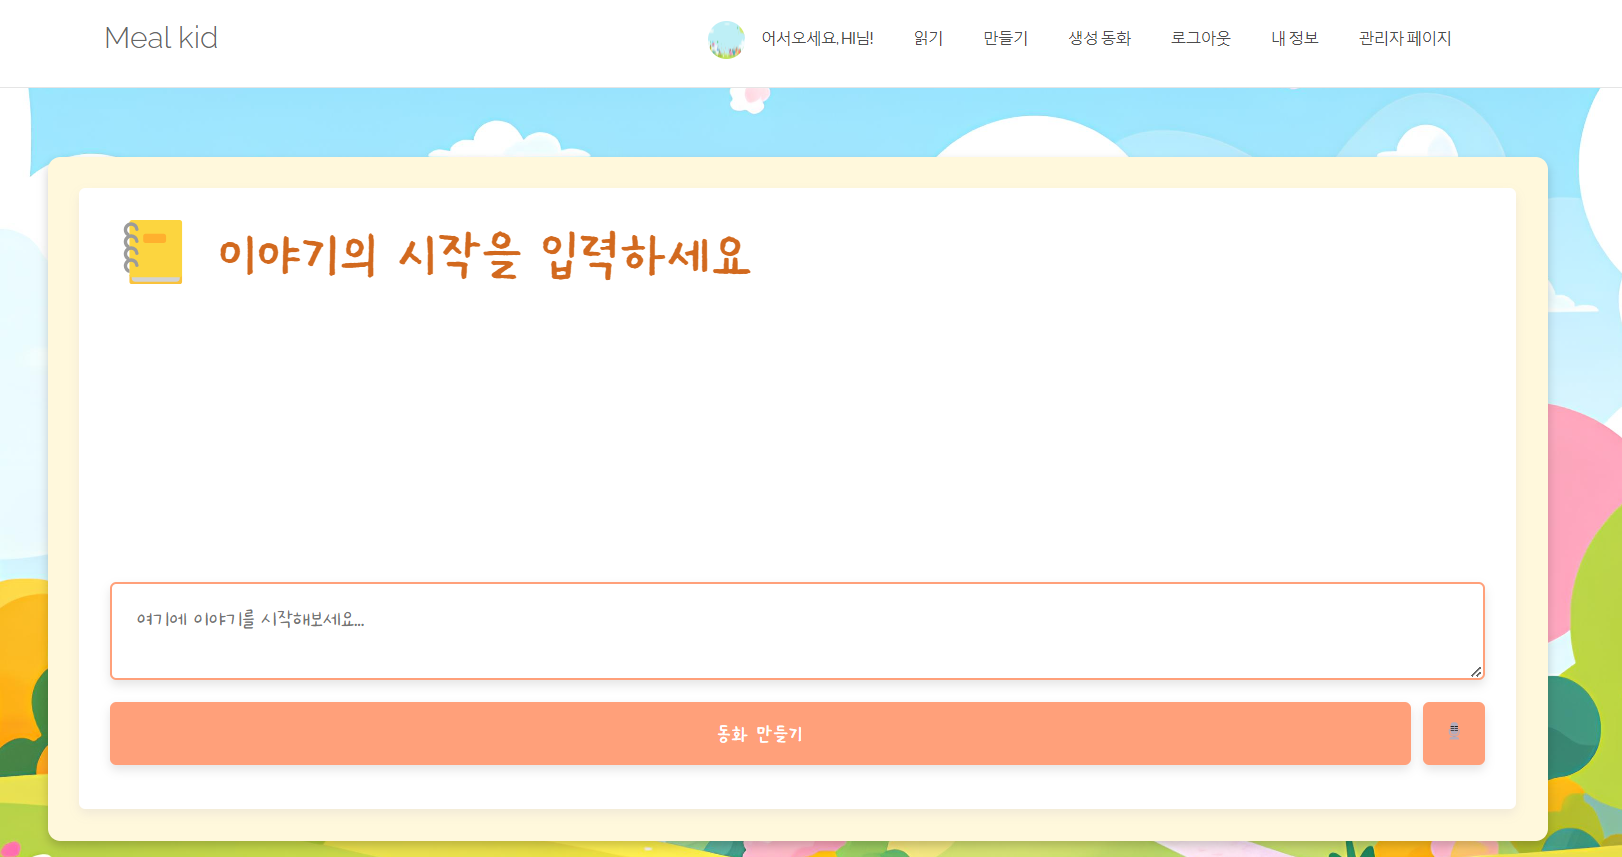 Meal kid
어서오세요, HI님! 읽기 만들기 생성 동화 로그아웃 내 정보 관리자 페이지
이야기의 시작을 입력하세요
여기에 이야기를 시작해보세요...
동화 만들기